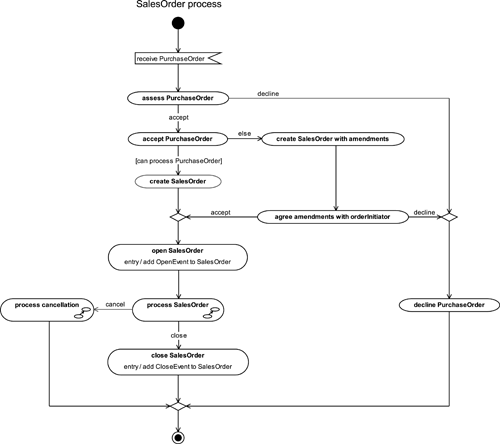 SalesOrder process
receive PurchaseOrder
assess PurchaseOrder
decline
accept
accept PurchaseOrder
else
create SalesOrder with amendments
[can process PurchaseOrder]
create SalesOrder
accept
agree amendments with orderInitiator
decline
open SalesOrder
entry / add OpenEvent to SalesOrder
process cancellation
cancel
process SalesOrder
decline PurchaseOrder
close
close SalesOrder
entry / add CloseEvent to SalesOrder